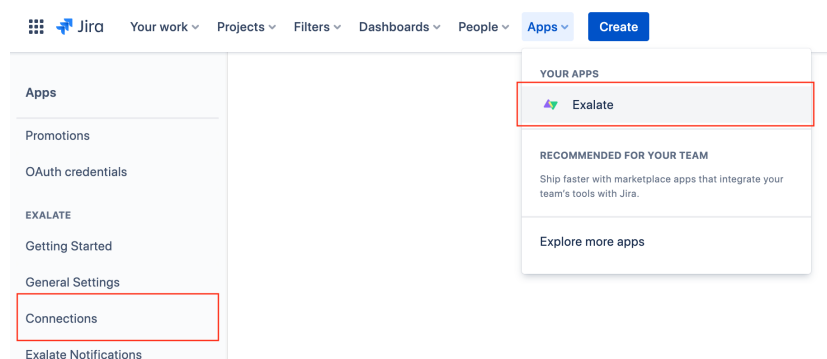 Jira Your work Projects Filters Dashboards People Apps Create
Apps
Promotions
OAuth credentials
EXALATE
Getting Started
General Settings
Connections
Exalate Notifications
YOUR APPS
Exalate
RECOMMENDED FOR YOUR TEAM
Ship faster with marketplace apps that integrate your
team's tools with Jira.
Explore more apps